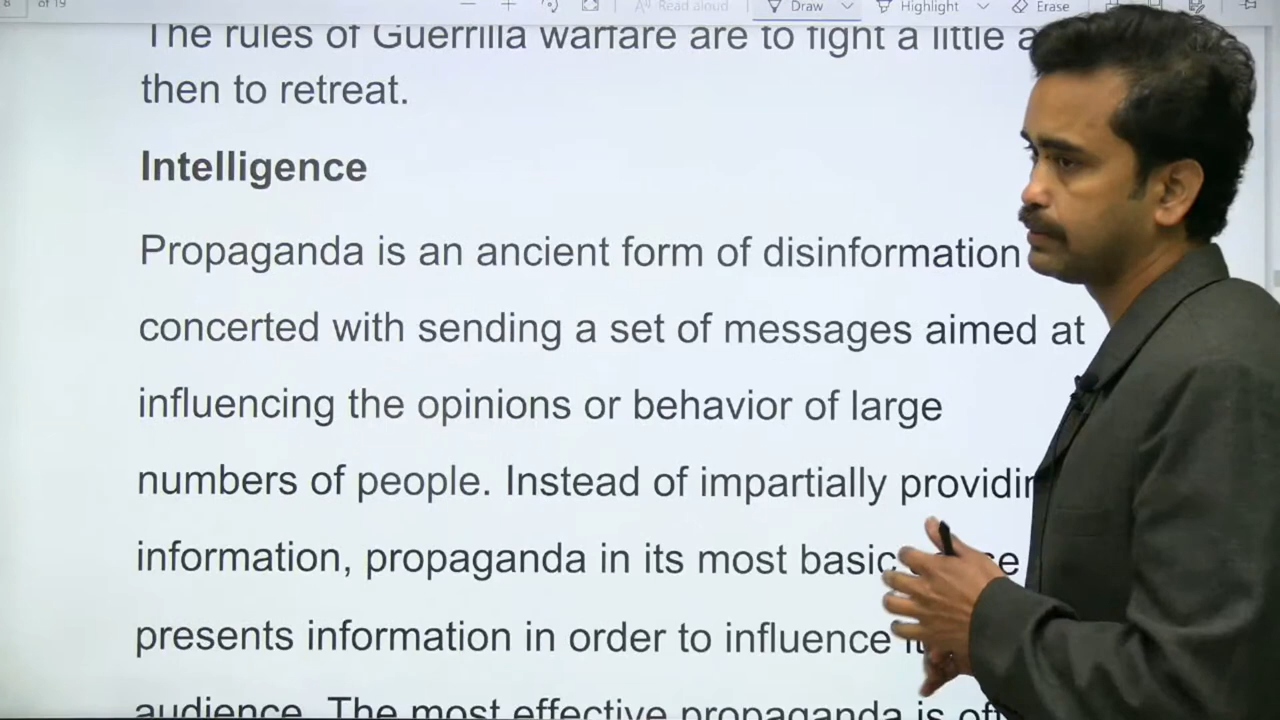 8 of 19 Read aloud Draw Highlight Erase
The rules of Guerrilla warfare are to fight a little
then to retreat.
Intelligence
Propaganda is an ancient form of disinformation
concerted with sending a set of messages aimed at
influencing the opinions or behavior of large
numbers of people. Instead of impartially
information, propaganda in its most basic
presents information in order to influence
audience. The most effective propaganda is